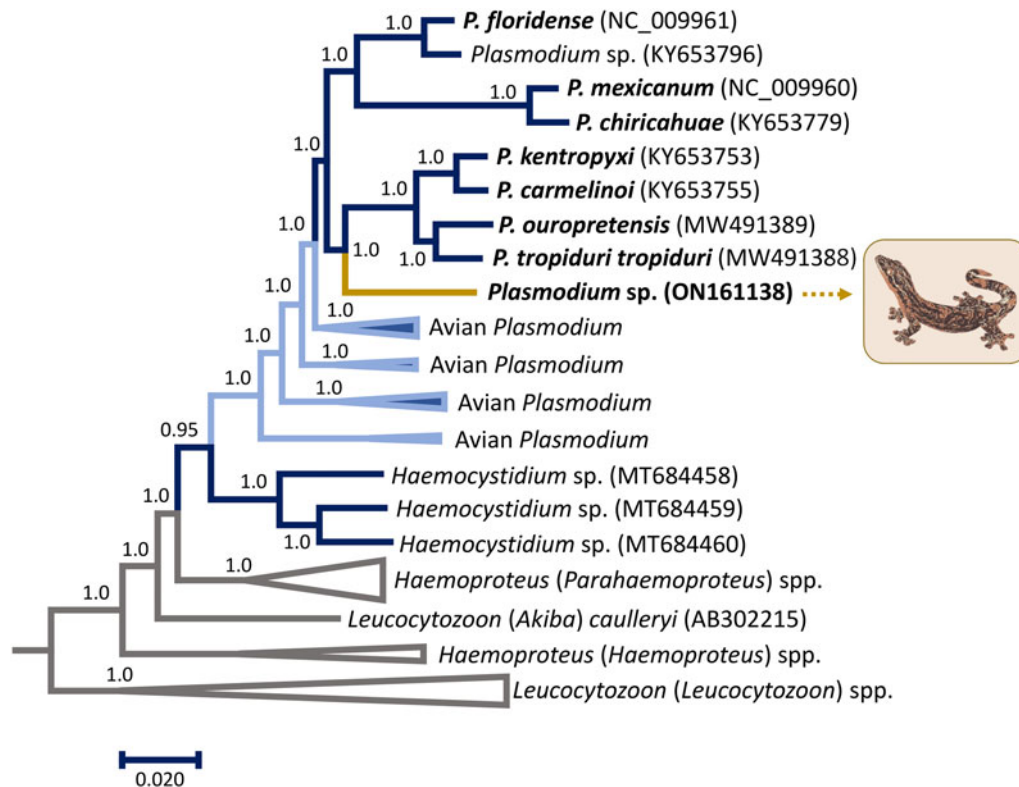 1.0
P. floridense (NC_009961)
1.0
Plasmodium sp. (KY653796)
1.0
P. mexicanum (NC_009960)
1.0
P. chiricahuae (KY653779)
1.0
1.0
P. kentropyxi (KY653753)
1.0
P. carmelinoi (KY653755)
P. ouropretensis (MW491389)
1.0
1.0
1.0
P. tropiduri tropiduri (MW491388)
Plasmodium sp. (ON161138)
1.0
Avian Plasmodium
1.0
Avian Plasmodium
1.0
1.0
Avian Plasmodium
0.95
Avian Plasmodium
1.0
Haemocystidium sp. (MT684458)
1.0
Haemocystidium sp. (MT684459)
1.0
Haemocystidium sp. (MT684460)
1.0
Haemoproteus (Parahaemoproteus) spp.
1.0
Leucocytozoon (Akiba) caulleryi (AB302215)
Haemoproteus (Haemoproteus) spp.
1.0
Leucocytozoon (Leucocytozoon) spp.
0.020